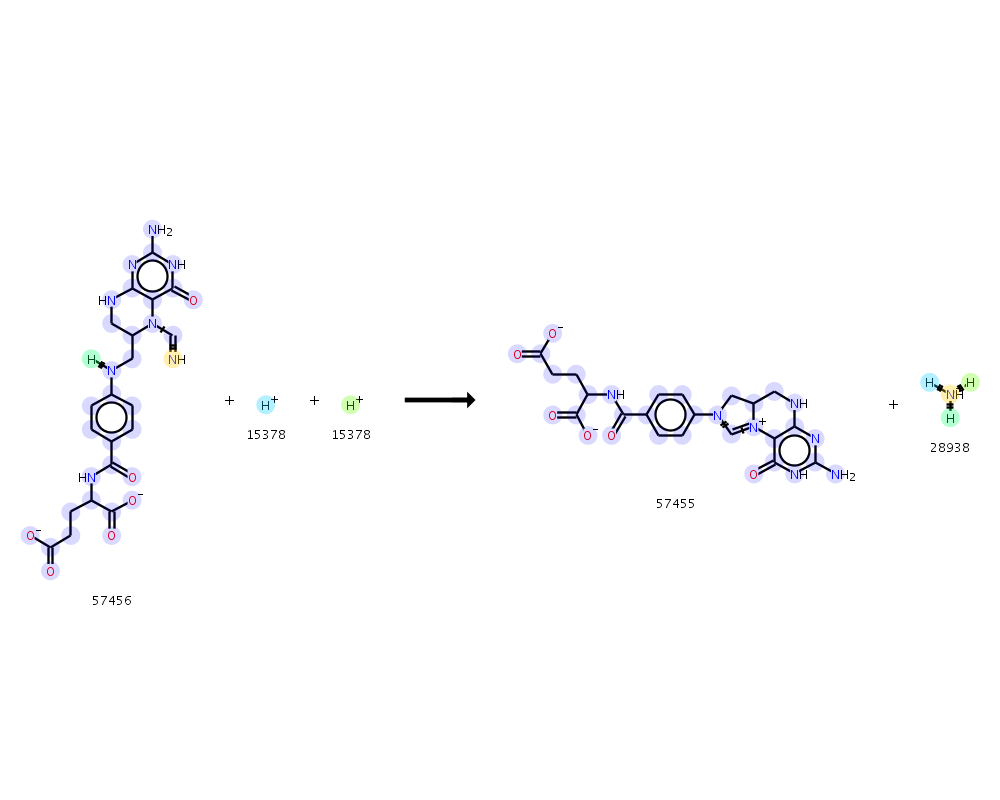 NH2
N
NH
HN
O
N
H
N
NH
HN
O
O−
O−
O
O
57456
+
H+
15378
+
H+
15378
O−
O
NH
O
O−
O
N
N+
NH
N
O
NH
NH2
57455
+
H
H
NH
H
28938